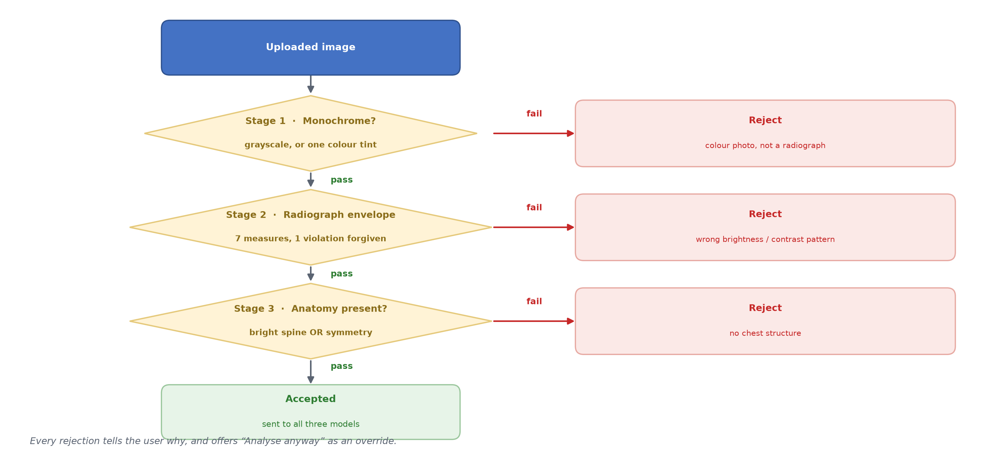 Uploaded image
Stage 1 · Monochrome?
grayscale, or one colour tint
fail
Reject
colour photo, not a radiograph
pass
Stage 2 · Radiograph envelope
7 measures, 1 violation forgiven
fail
Reject
wrong brightness / contrast pattern
pass
Stage 3 · Anatomy present?
bright spine OR symmetry
fail
Reject
no chest structure
pass
Accepted
sent to all three models
Every rejection tells the user why, and offers “Analyse anyway” as an override.